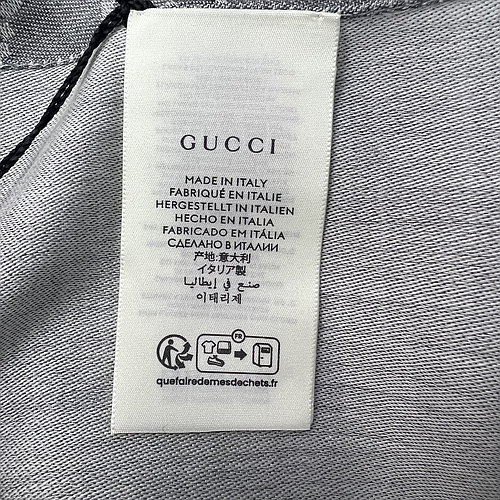 GUCCI
MADE IN ITALY
FABRIQUÉ EN ITALIE
HERGESTELLT IN ITALIEN
HECHO EN ITALIA
FABRICADO EM ITÁLIA
СДЕЛАНО В ИТАЛИИ
产地:意大利
イタリア製
صنع في إيطاليا
이태리제
FR
quefairedemesdechets.fr